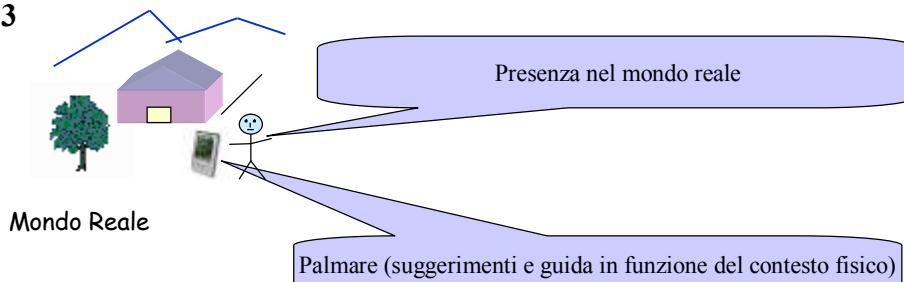 3
Presenza nel mondo reale
Mondo Reale
Palmare (suggerimenti e guida in funzione del contesto fisico)